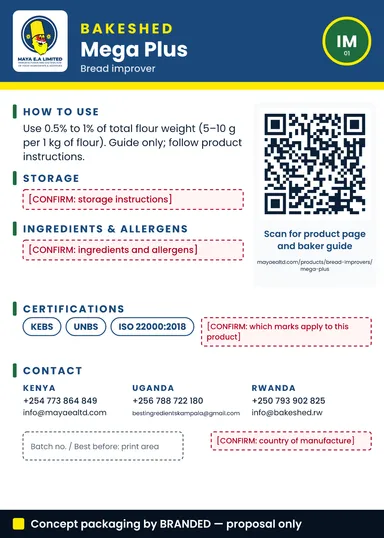 MAYA E.A LIMITED
BAKESHED
Mega Plus
Bread improver
IM
01
HOW TO USE
Use 0.5% to 1% of total flour weight (5–10 g
per 1 kg of flour). Guide only; follow product
instructions.
STORAGE
[CONFIRM: storage instructions]
INGREDIENTS & ALLERGENS
[CONFIRM: ingredients and allergens]
Scan for product page
and baker guide
mayaealtd.com/products/bread-improvers/
mega-plus
CERTIFICATIONS
KEBS
UNBS
ISO 22000:2018
[CONFIRM: which marks apply to this
product]
CONTACT
KENYA
+254 773 864 849
info@mayaealtd.com
UGANDA
+256 788 722 180
bestingredientskampala@gmail.com
RWANDA
+250 793 902 825
info@bakeshed.rw
Batch no. / Best before: print area
[CONFIRM: country of manufacture]
Concept packaging by BRANDED — proposal only